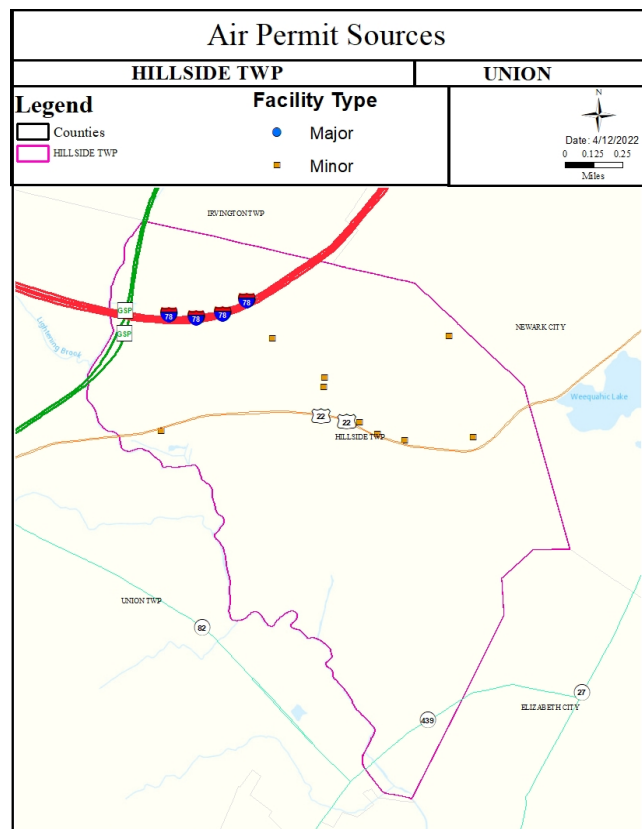 Air Permit Sources
HILLSIDE TWP
UNION
Legend
Counties
HILLSIDE TWP
Facility Type
Major
Minor
N
Date: 4/12/2022
0 0.125 0.25
Miles
IRVINGTON TWP
GSP
GSP
78
78
78
78
Lightening Brook
NEWARK CITY
Weequahic Lake
22
22
HILLSIDE TWP
UNION TWP
82
27
ELIZABETH CITY
439